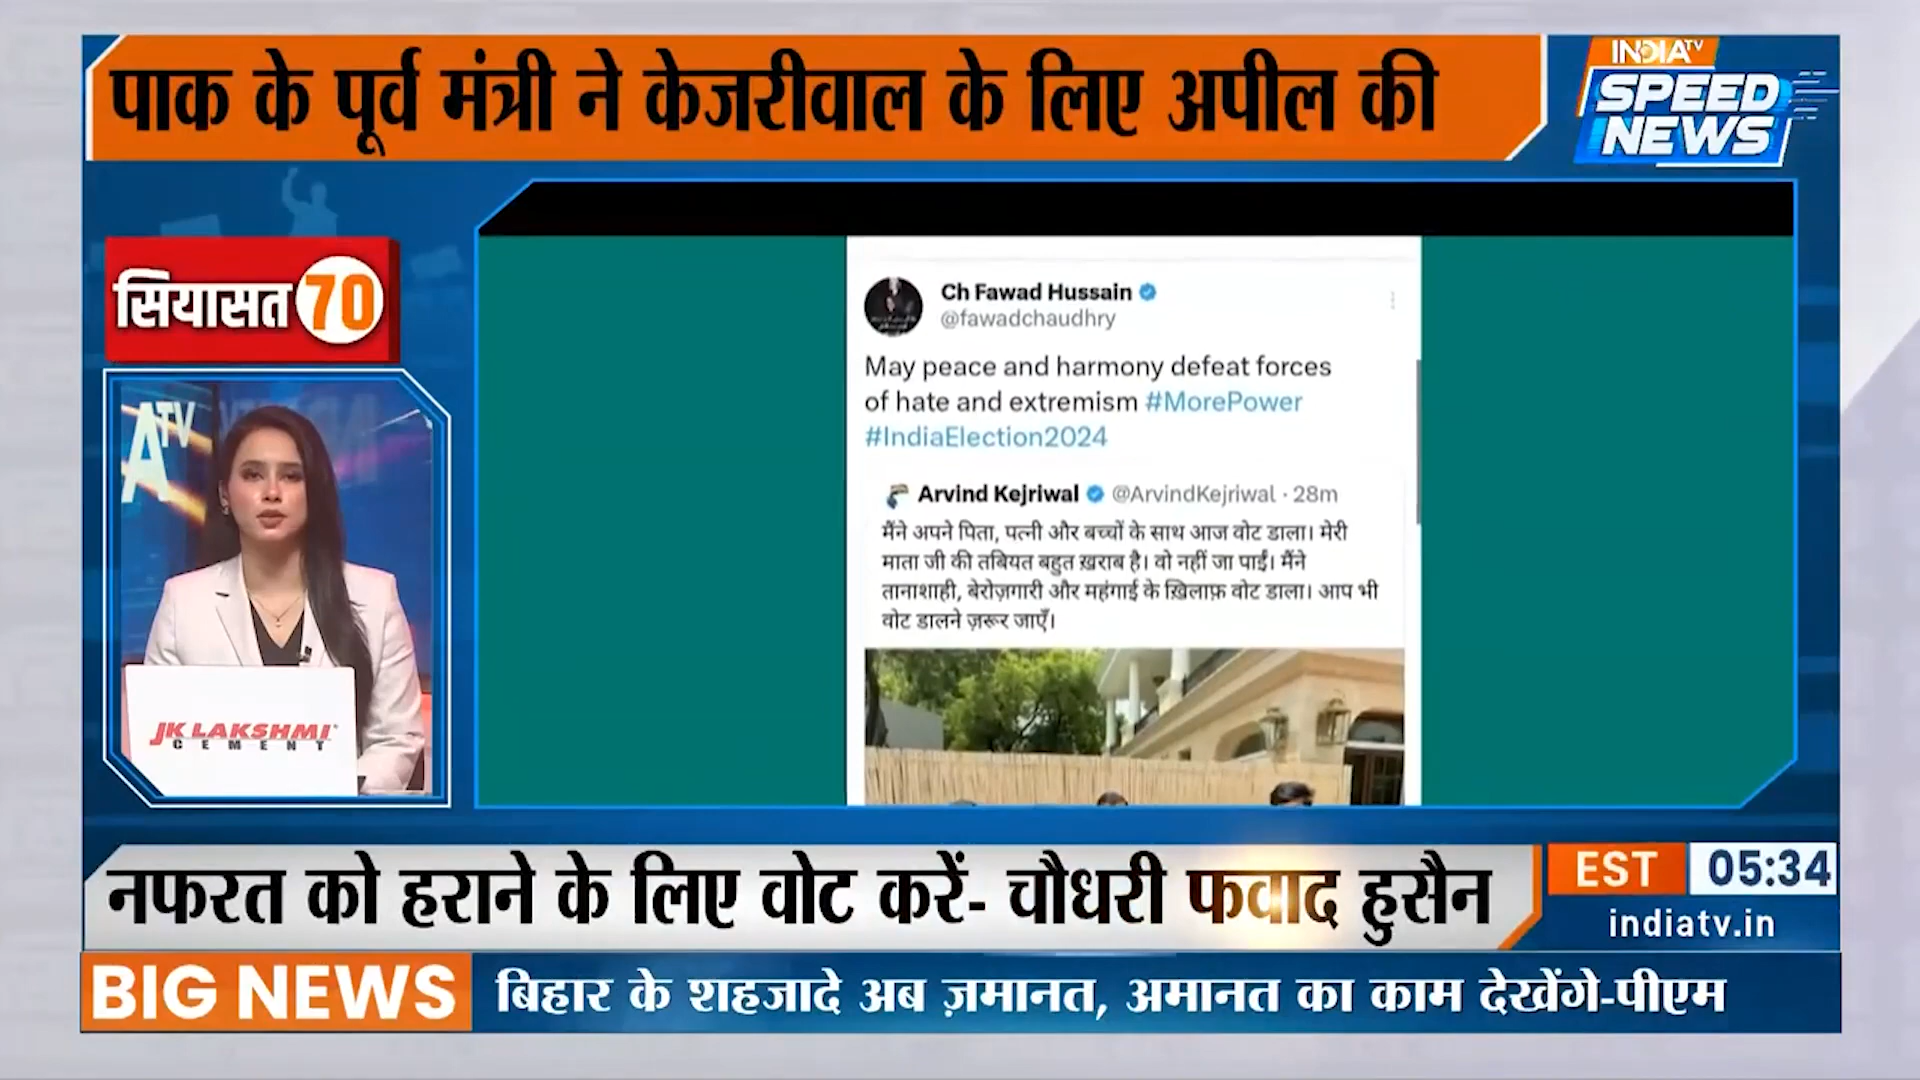 पाक के पूर्व मंत्री ने केजरीवाल के लिए अपील की
INDIA TV
SPEED
NEWS
सियासत 70
Ch Fawad Hussain
@fawadchaudhry
May peace and harmony defeat forces
of hate and extremism #MorePower
#IndiaElection2024
Arvind Kejriwal @ArvindKejriwal · 28m
मैंने अपने पिता, पत्नी और बच्चों के साथ आज वोट डाला। मेरी
माता जी की तबियत बहुत ख़राब है। वो नहीं जा पाईं। मैंने
तानाशाही, बेरोज़गारी और महंगाई के ख़िलाफ़ वोट डाला। आप भी
वोट डालने ज़रूर जाएँ।
A TV
JK LAKSHMI
CEMENT
नफरत को हराने के लिए वोट करें- चौधरी फवाद हुसैन
EST 05:34
indiatv.in
BIG NEWS
बिहार के शहजादे अब ज़मानत, अमानत का काम देखेंगे-पीएम